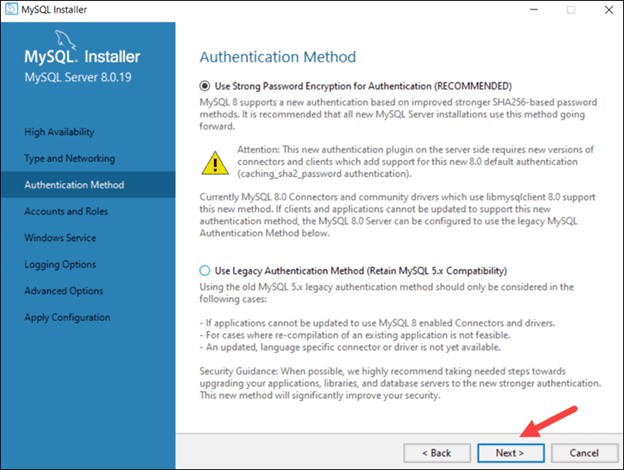 MySQL Installer
MySQL. Installer
MySQL Server 8.0.19
High Availability
Type and Networking
Authentication Method
Accounts and Roles
Windows Service
Logging Options
Advanced Options
Apply Configuration
Authentication Method
Use Strong Password Encryption for Authentication (RECOMMENDED)
MySQL 8 supports a new authentication based on improved stronger SHA256-based password
methods. It is recommended that all new MySQL Server installations use this method going
forward.
Attention: This new authentication plugin on the server side requires new versions of
connectors and clients which add support for this new 8.0 default authentication
(caching_sha2_password authentication).
Currently MySQL 8.0 Connectors and community drivers which use libmysqlclient 8.0 support
this new method. If clients and applications cannot be updated to support this new
authentication method, the MySQL 8.0 Server can be configured to use the legacy MySQL
Authentication Method below.
Use Legacy Authentication Method (Retain MySQL 5.x Compatibility)
Using the old MySQL 5.x legacy authentication method should only be considered in the
following cases:
- If applications cannot be updated to use MySQL 8 enabled Connectors and drivers.
- For cases where re-compilation of an existing application is not feasible.
- An updated, language specific connector or driver is not yet available.
Security Guidance: When possible, we highly recommend taking needed steps towards
upgrading your applications, libraries, and database servers to the new stronger authentication.
This new method will significantly improve your security.
< Back
Next >
Cancel